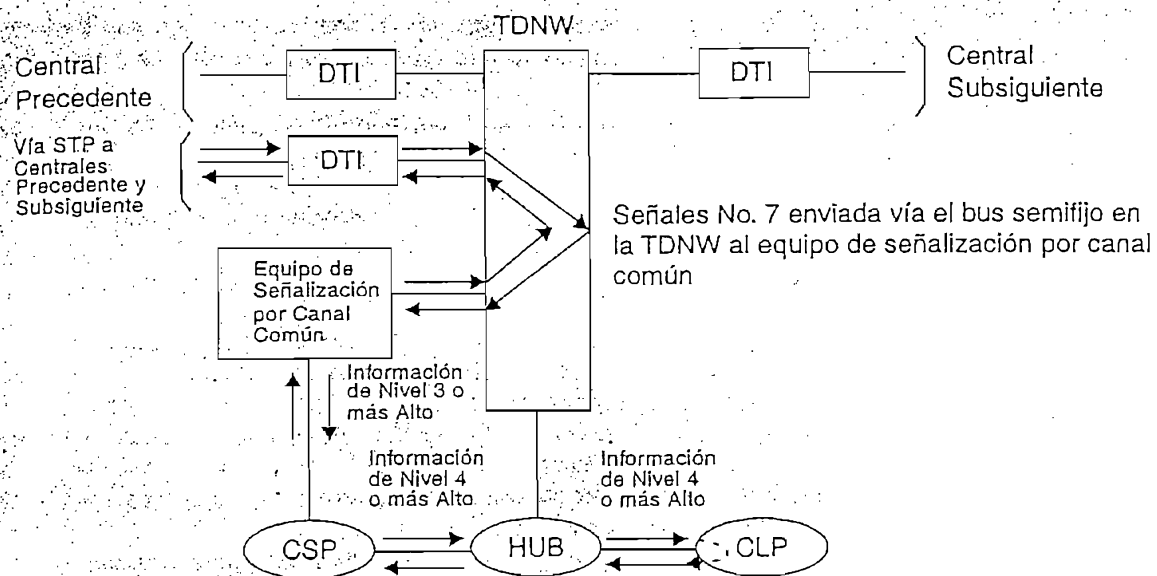 TDNW
Central
Precedente
DTI
DTI
Central
Subsiguiente
Vía STP a
Centrales
Precedente y
Subsiguiente
DTI
Señales No. 7 enviada vía el bus semifijo en
la TDNW al equipo de señalización por canal
común
Equipo de
Señalización
por Canal
Común
Información
de Nivel 3 o
más Alto
Información
de Nivel 4
o más Alto
Información
de Nivel 4
o más Alto
CSP
HUB
CLP